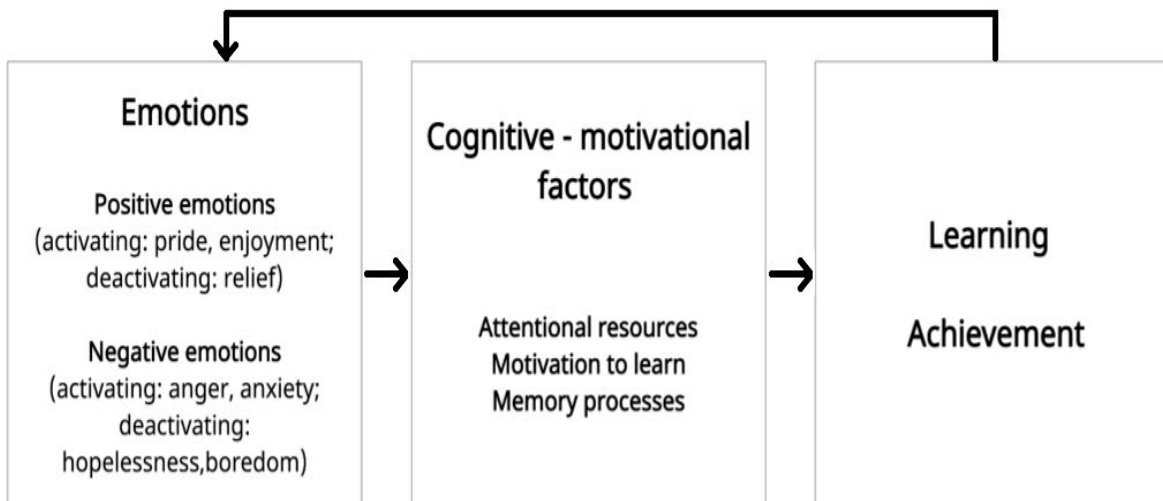 Emotions
Positive emotions
(activating: pride, enjoyment;
deactivating: relief)
Negative emotions
(activating: anger, anxiety;
deactivating:
hopelessness,boredom)
Cognitive - motivational
factors
Attentional resources
Motivation to learn
Memory processes
Learning
Achievement